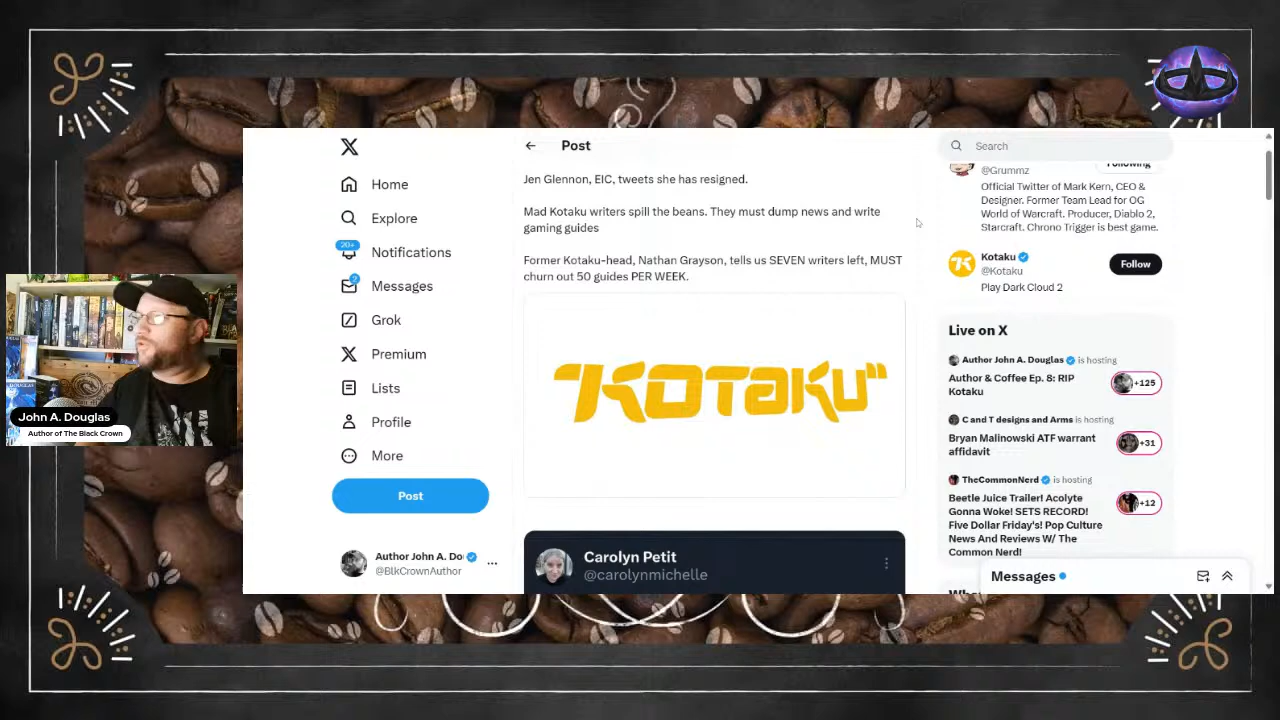 X
Post
Jen Glennon, EIC, tweets she has resigned.
Mad Kotaku writers spill the beans. They must dump news and write
gaming guides
Former Kotaku-head, Nathan Grayson, tells us SEVEN writers left, MUST
churn out 50 guides PER WEEK.
KOTAKU
Carolyn Petit
@carolynmichelle
Home
Explore
20+
Notifications
2
Messages
Grok
Premium
Lists
Profile
More
Post
Author John A. Do
@BlkCrownAuthor
Search
Following
@Grummz
Official Twitter of Mark Kern, CEO &
Designer. Former Team Lead for OG
World of Warcraft. Producer, Diablo 2,
Starcraft. Chrono Trigger is best game.
Kotaku
@Kotaku
Follow
Play Dark Cloud 2
Live on X
Author John A. Douglas is hosting
Author & Coffee Ep. 8: RIP
Kotaku
+125
C and T designs and Arms is hosting
Bryan Malinowski ATF warrant
affidavit
+31
TheCommonNerd is hosting
Beetle Juice Trailer! Acolyte
Gonna Woke! SETS RECORD!
Five Dollar Friday's! Pop Culture
News And Reviews W/ The
Common Nerd!
+12
Messages
John A. Douglas
Author of The Black Crown